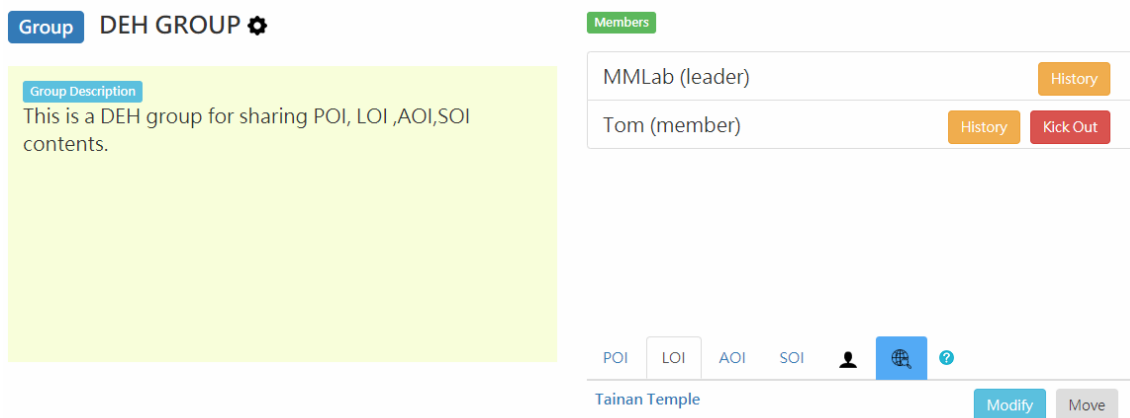 Group DEH GROUP
Group Description
This is a DEH group for sharing POI, LOI ,AOI,SOI
contents.
Members
MMLab (leader) History
Tom (member) History Kick Out
POI LOI AOI SOI ?
Tainan Temple Modify Move